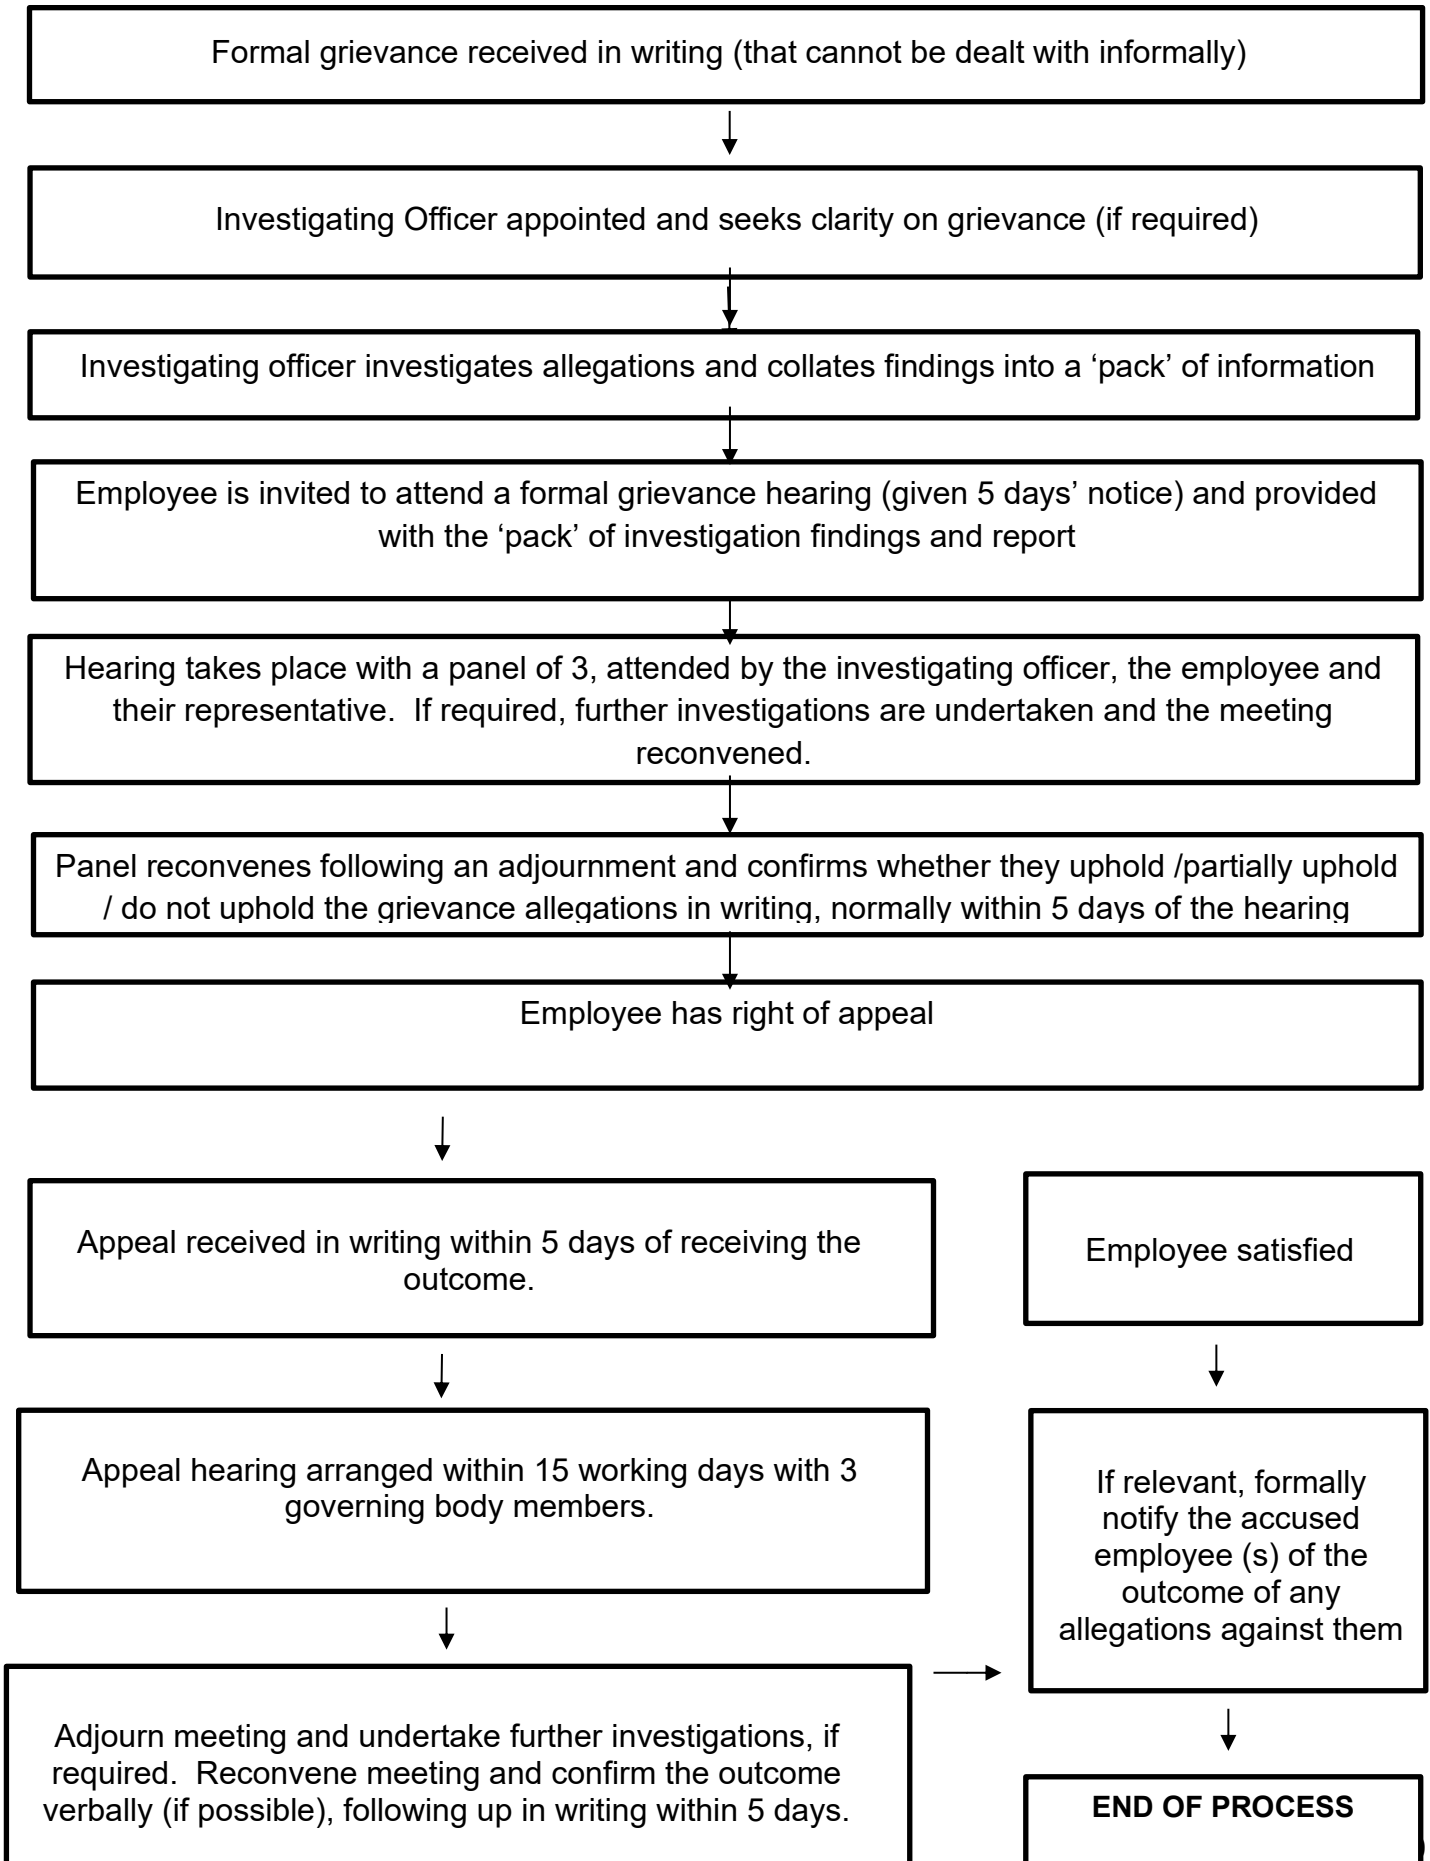 Formal grievance received in writing (that cannot be dealt with informally)
Investigating Officer appointed and seeks clarity on grievance (if required)
Investigating officer investigates allegations and collates findings into a ‘pack’ of information
Employee is invited to attend a formal grievance hearing (given 5 days’ notice) and provided
with the ‘pack’ of investigation findings and report
Hearing takes place with a panel of 3, attended by the investigating officer, the employee and
their representative.  If required, further investigations are undertaken and the meeting
reconvened.
Panel reconvenes following an adjournment and confirms whether they uphold /partially uphold
/ do not uphold the grievance allegations in writing, normally within 5 days of the hearing
Employee has right of appeal
Appeal received in writing within 5 days of receiving the
outcome.
Employee satisfied
Appeal hearing arranged within 15 working days with 3
governing body members.
If relevant, formally
notify the accused
employee (s) of the
outcome of any
allegations against them
Adjourn meeting and undertake further investigations, if
required.  Reconvene meeting and confirm the outcome
verbally (if possible), following up in writing within 5 days.
END OF PROCESS